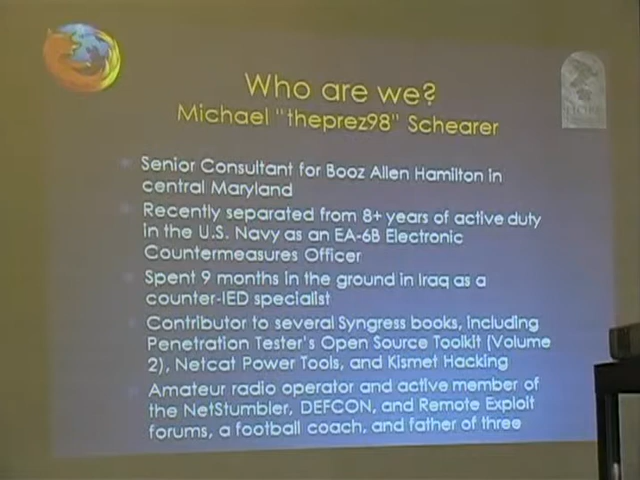 Who are we?
Michael "theprez98" Schearer
Senior Consultant for Booz Allen Hamilton in
central Maryland
Recently separated from 8+ years of active duty
in the U.S. Navy as an EA-6B Electronic
Countermeasures Officer
Spent 9 months in the ground in Iraq as a
counter-IED specialist
Contributor to several Syngress books, including
Penetration Tester's Open Source Toolkit (Volume
2), Netcat Power Tools, and Kismet Hacking
Amateur radio operator and active member of
the NetStumbler, DEFCON, and Remote Exploit
forums, a football coach, and father of three